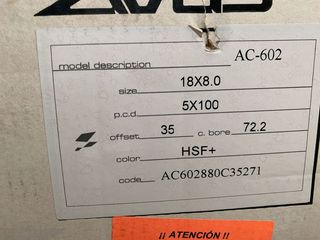 model description AC-602
size 18X8.0
p.c.d 5X100
offset 35 c. bore 72.2
color HSF+
code AC602880C35271
¡¡ ATENCIÓN !!